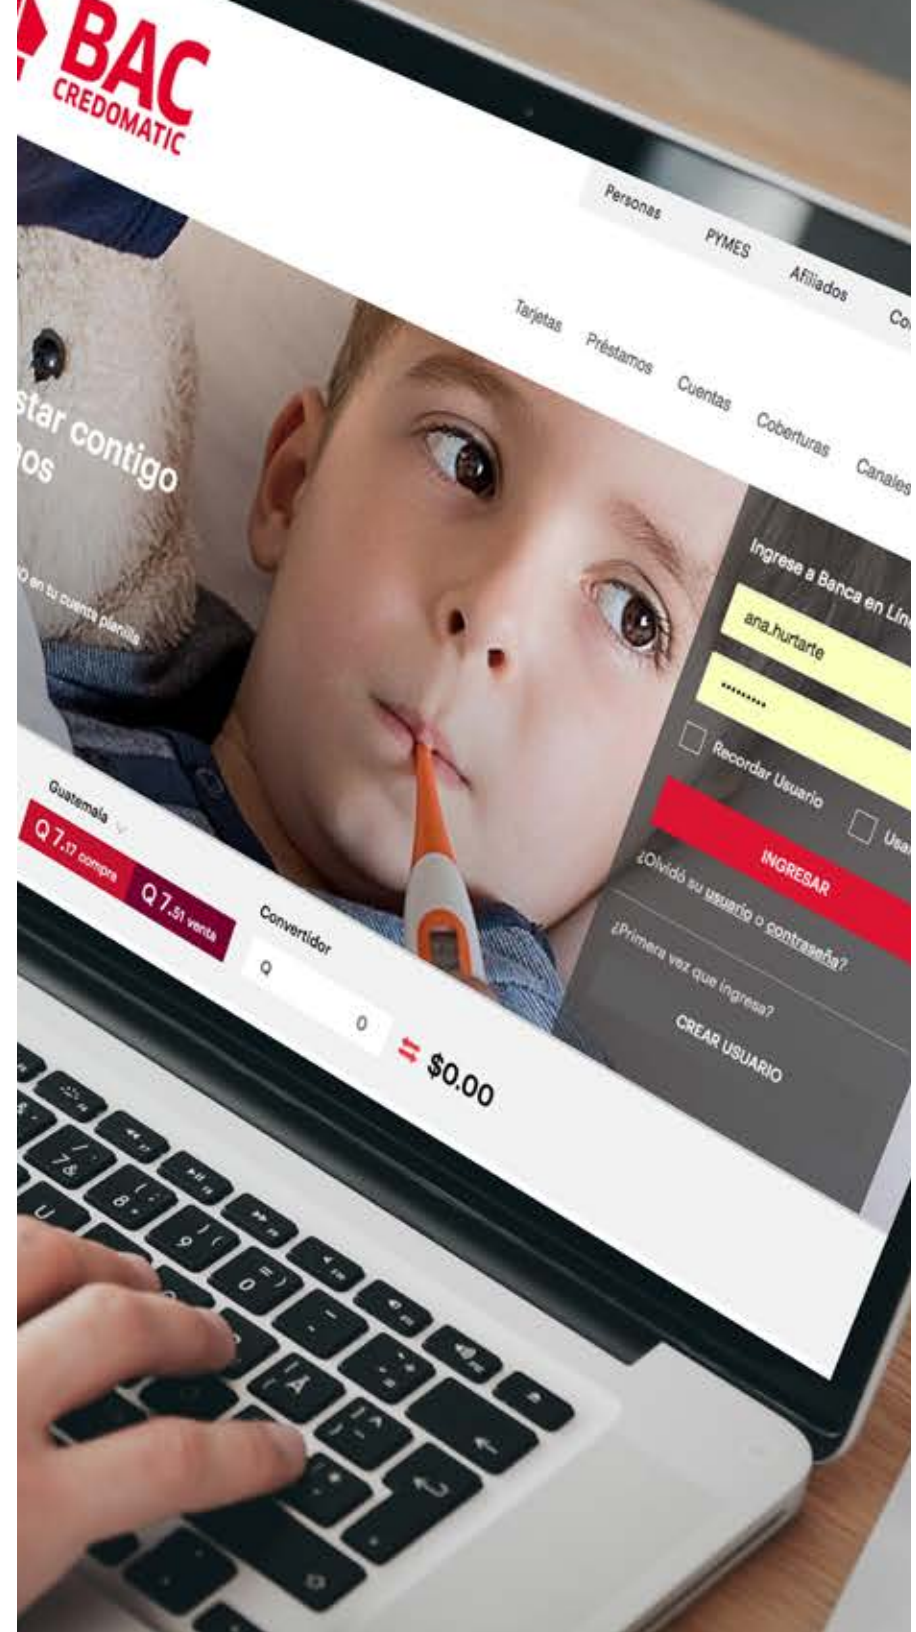 BAC
CREDOMATIC
Personas PYMES Afiliados
Tarjetas Préstamos Cuentas Coberturas Canales
star contigo
nos
O en tu cuenta planilla
Ingrese a Banca en Líne
ana.hurtarte
•••••••••
Recordar Usuario
INGRESAR
¿Olvidó su usuario o contraseña?
¿Primera vez que ingresa?
CREAR USUARIO
Guatemala
Q 7.17 compra Q 7.51 venta
Convertidor
Q 0 $0.00